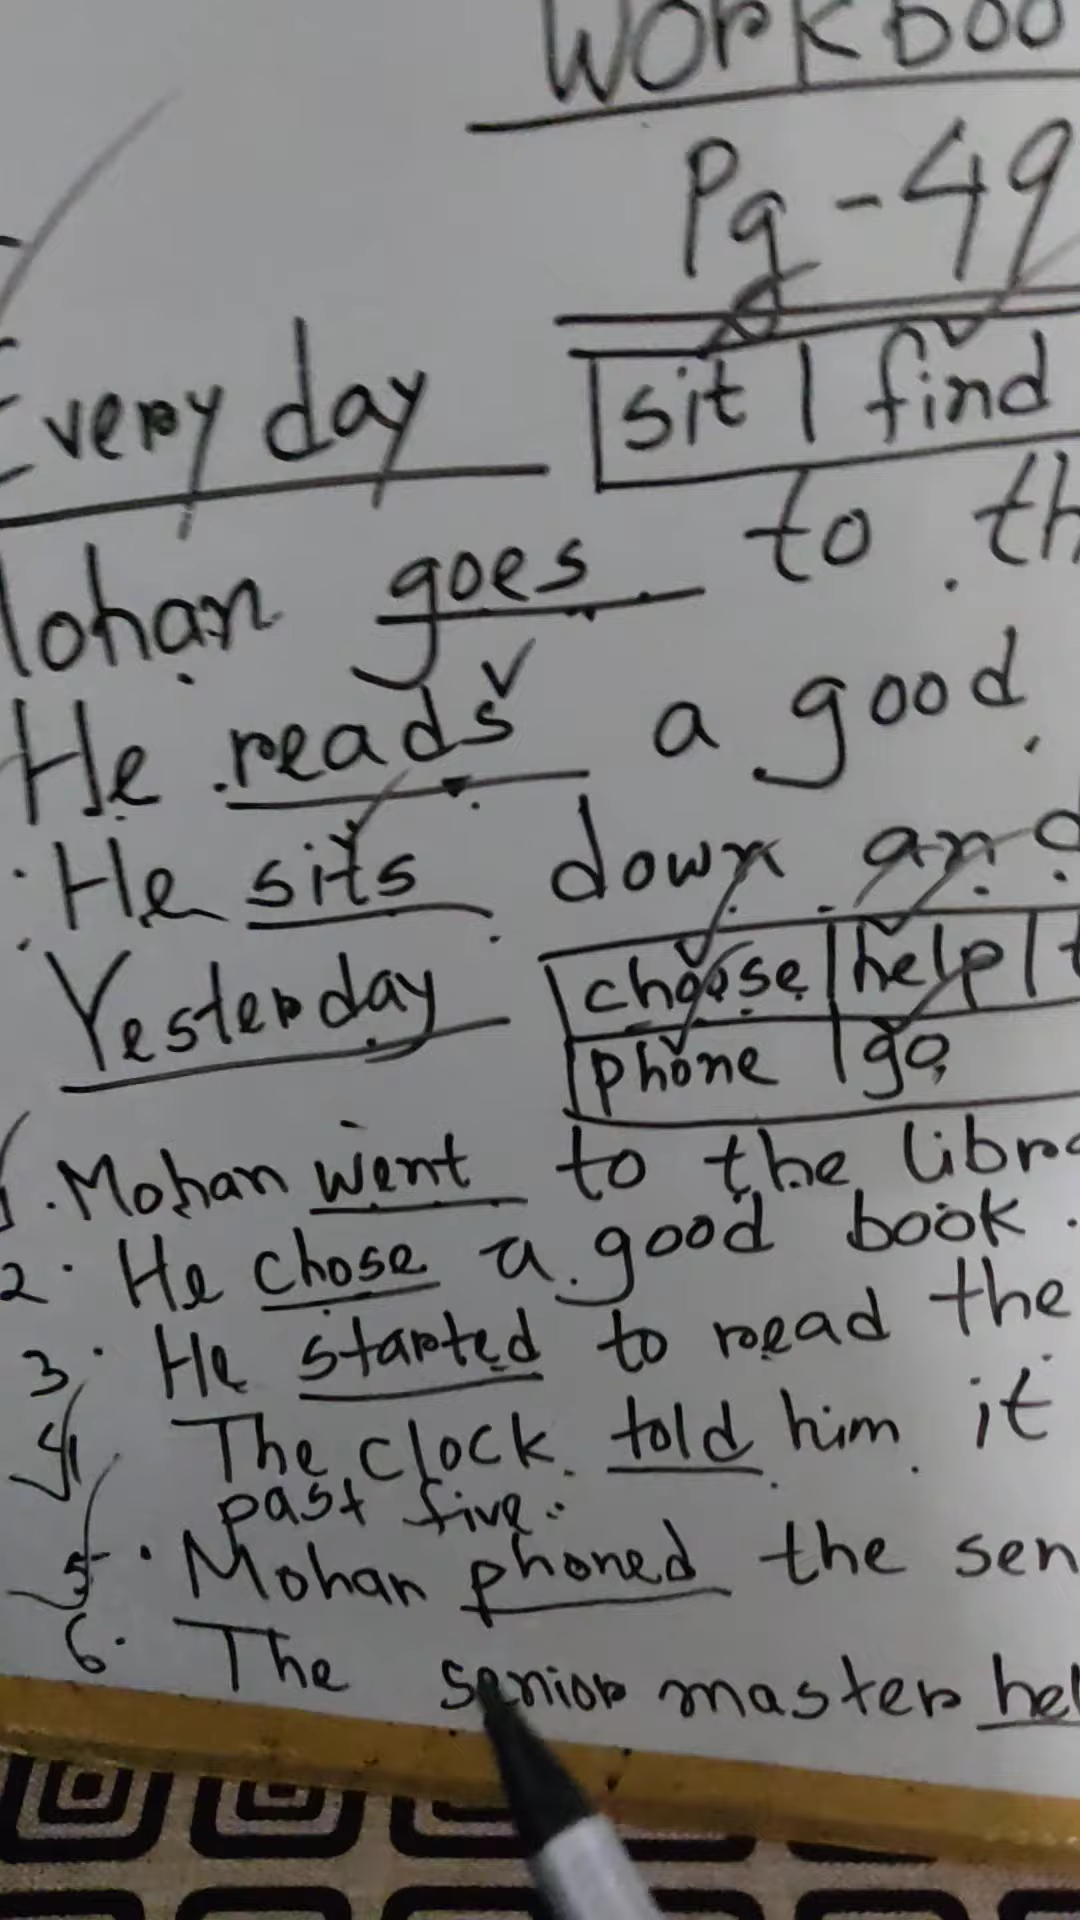 Workboo
Pg - 49
Every day
sit | find
Mohan goes to th
He reads a good
He sits down and
Yesterday
choose | help | t
phone | go
1. Mohan went to the libra
2. He chose a good book.
3. He started to read the
4. The clock told him it
past five.
5. Mohan phoned the sen
6. The senior master hel